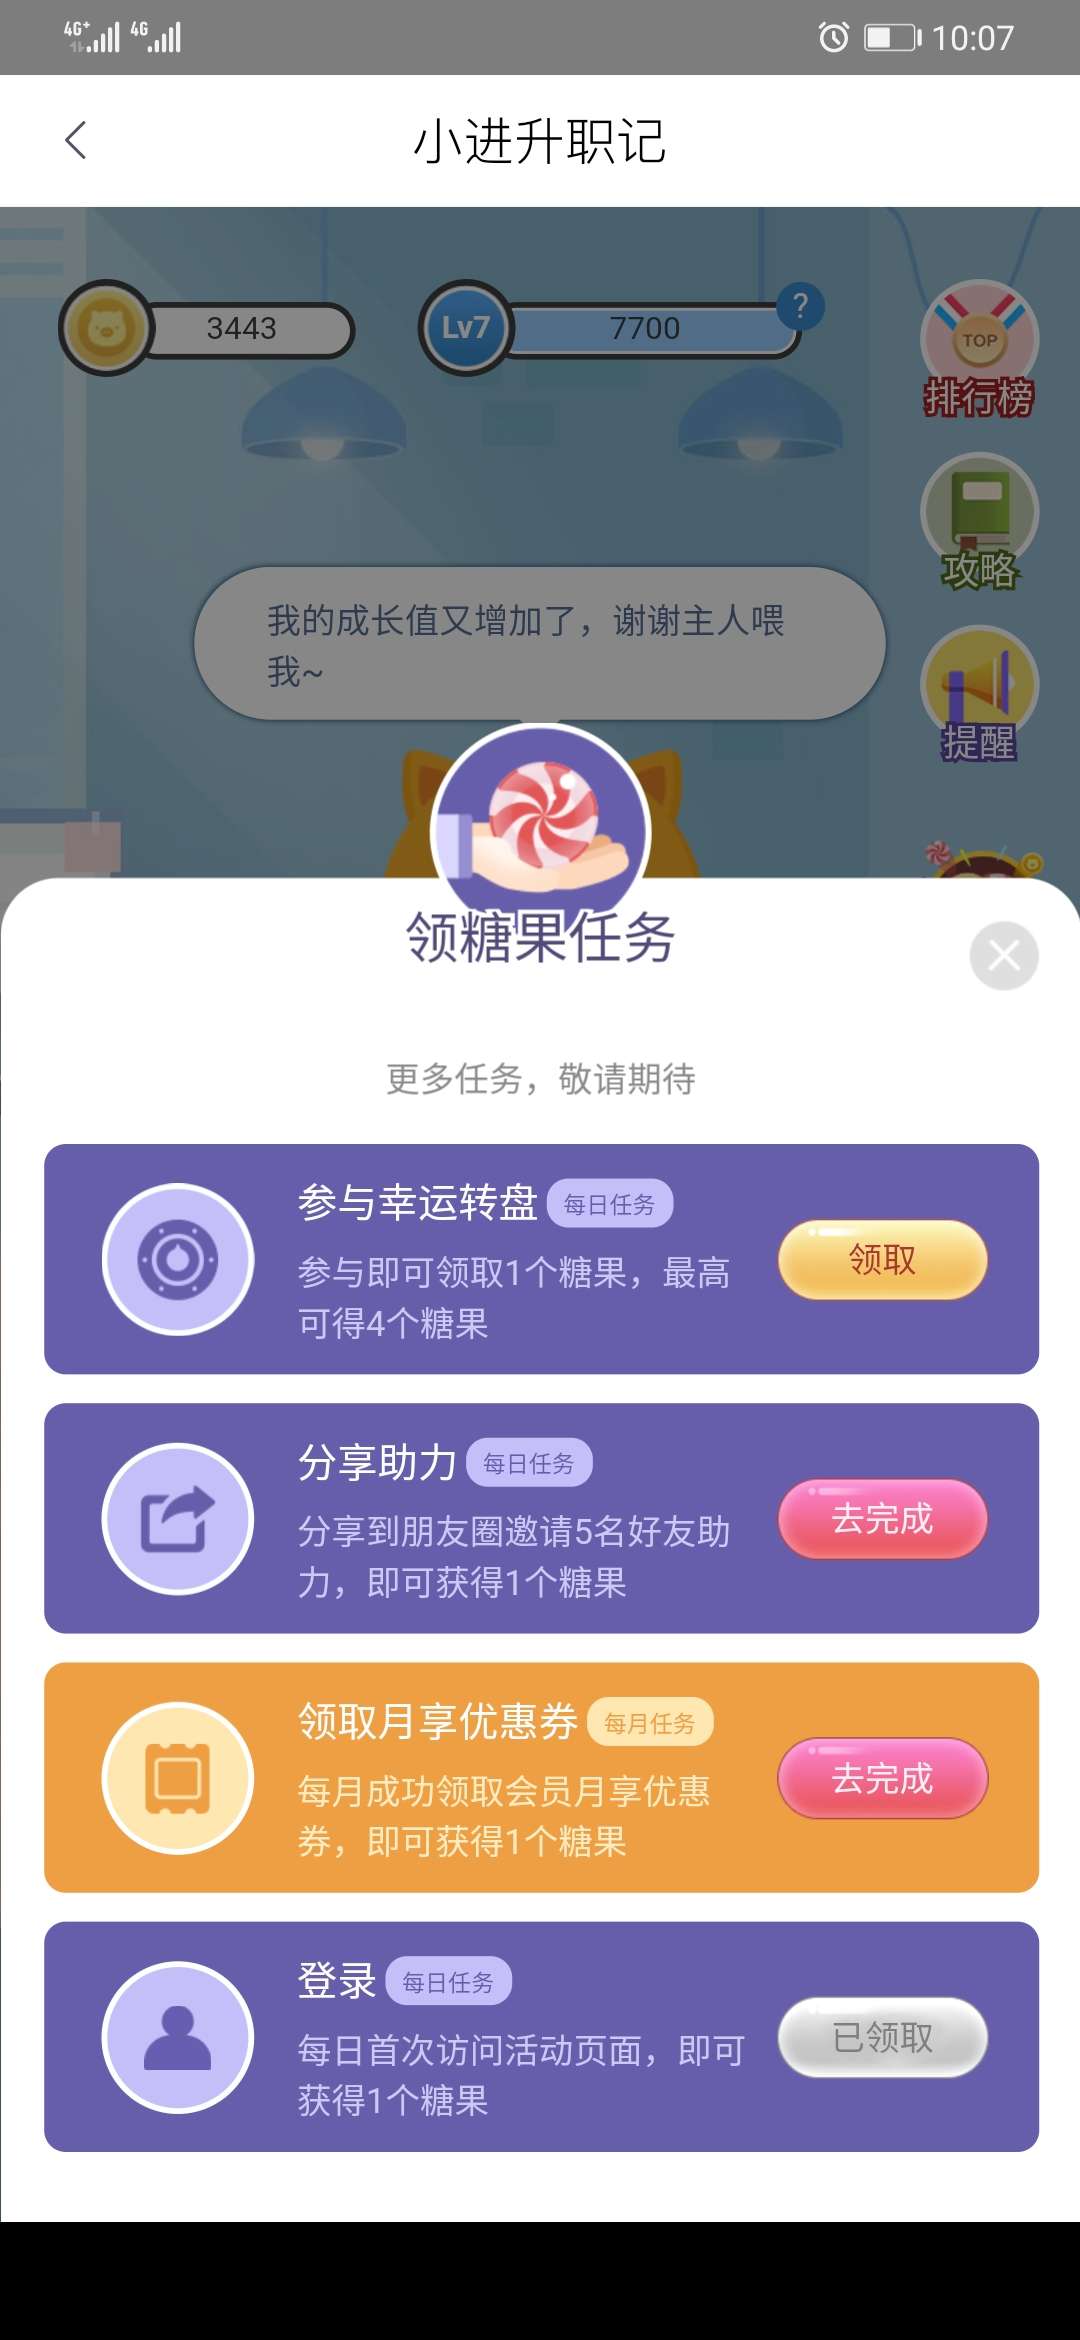 4G+ 4G 10:07
小进升职记
3443
Lv7
7700
?
TOP
排行榜
攻略
我的成长值又增加了，谢谢主人喂
我~
提醒
领糖果任务
更多任务，敬请期待
参与幸运转盘 每日任务
参与即可领取1个糖果，最高
可得4个糖果
领取
分享助力 每日任务
分享到朋友圈邀请5名好友助
力，即可获得1个糖果
去完成
领取月享优惠券 每月任务
每月成功领取会员月享优惠
券，即可获得1个糖果
去完成
登录 每日任务
每日首次访问活动页面，即可
获得1个糖果
已领取